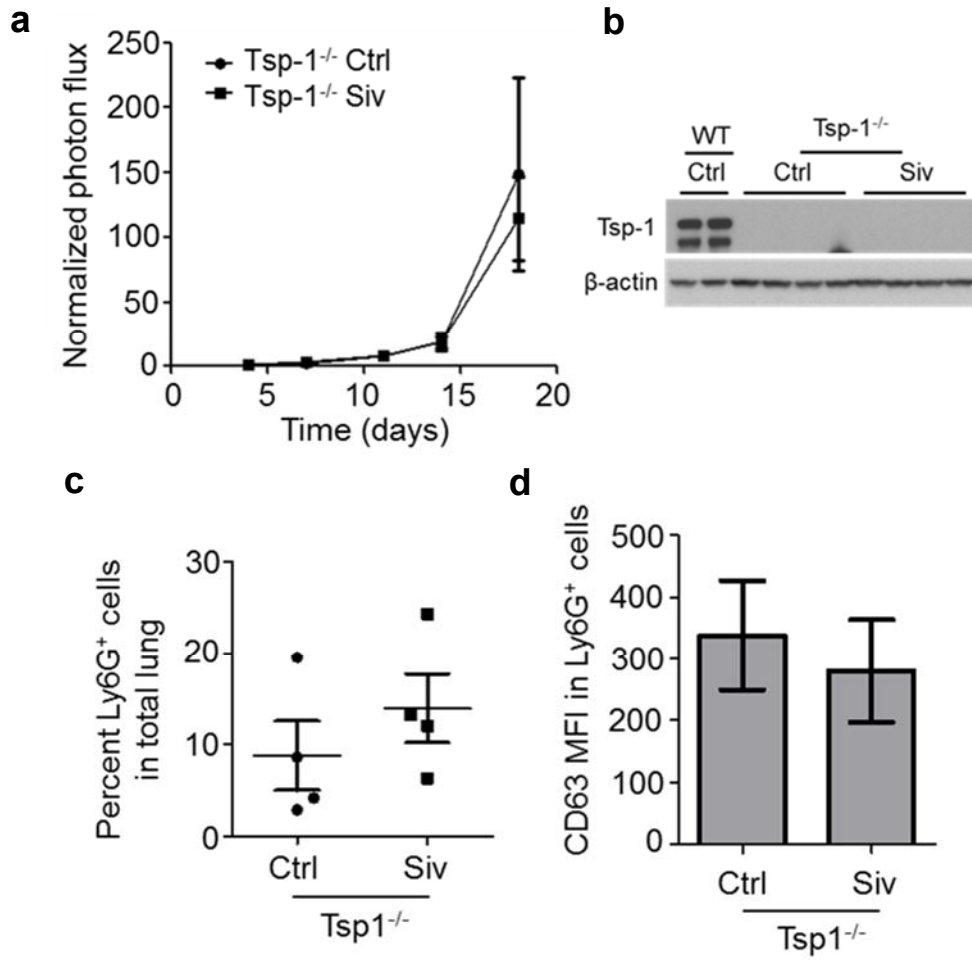 a
250
200
150
100
50
0
Normalized photon flux
Tsp-1⁻/⁻ Ctrl
Tsp-1⁻/⁻ Siv
0 5 10 15 20
Time (days)
b
WT Tsp-1⁻/⁻
Ctrl Ctrl Siv
Tsp-1
β-actin
c
Percent Ly6G⁺ cells
in total lung
30
20
10
0
Ctrl Siv
Tsp1⁻/⁻
d
CD63 MFI in Ly6G⁺ cells
500
400
300
200
100
0
Ctrl Siv
Tsp1⁻/⁻